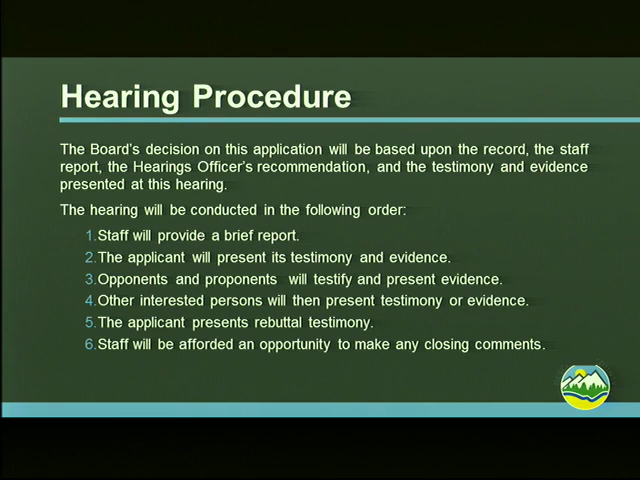 Hearing Procedure
The Board's decision on this application will be based upon the record, the staff
report, the Hearings Officer's recommendation, and the testimony and evidence
presented at this hearing.
The hearing will be conducted in the following order:
1.Staff will provide a brief report.
2.The applicant will present its testimony and evidence.
3.Opponents and proponents will testify and present evidence.
4.Other interested persons will then present testimony or evidence.
5.The applicant presents rebuttal testimony.
6.Staff will be afforded an opportunity to make any closing comments.